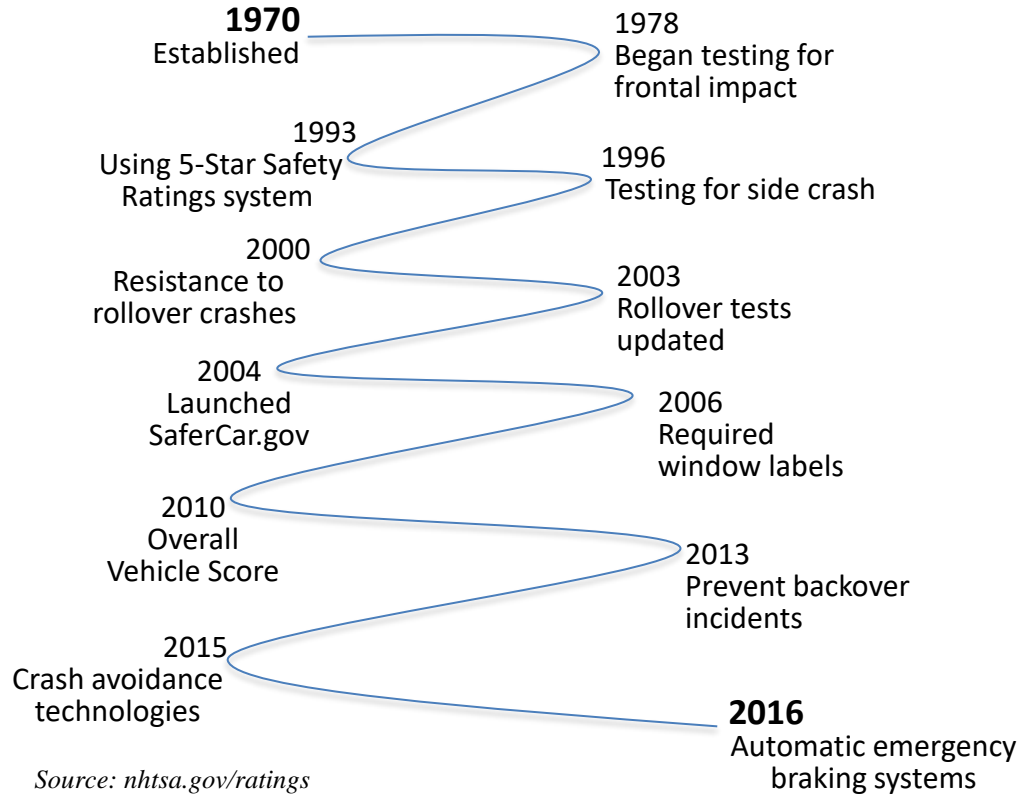 1970
Established
1978
Began testing for
frontal impact
1993
Using 5-Star Safety
Ratings system
1996
Testing for side crash
2000
Resistance to
rollover crashes
2003
Rollover tests
updated
2004
Launched
SaferCar.gov
2006
Required
window labels
2010
Overall
Vehicle Score
2013
Prevent backover
incidents
2015
Crash avoidance
technologies
2016
Automatic emergency
braking systems
Source: nhtsa.gov/ratings